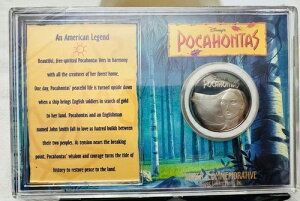 An American Legend
Beautiful, free-spirited Pocahontas lives in harmony
with all the creatures of her forest home.
One day, Pocahontas' peaceful life is turned upside down
when a ship brings English soldiers in search of gold
to her land. Pocahontas and an Englishman
named John Smith fall in love as hatred builds between
their two peoples. As tension nears the breaking
point, Pocahontas' wisdom and courage turns the tide of
history to restore peace to the land.
Disney's
POCAHONTAS
POCAHONTAS
COMMEMORATIVE